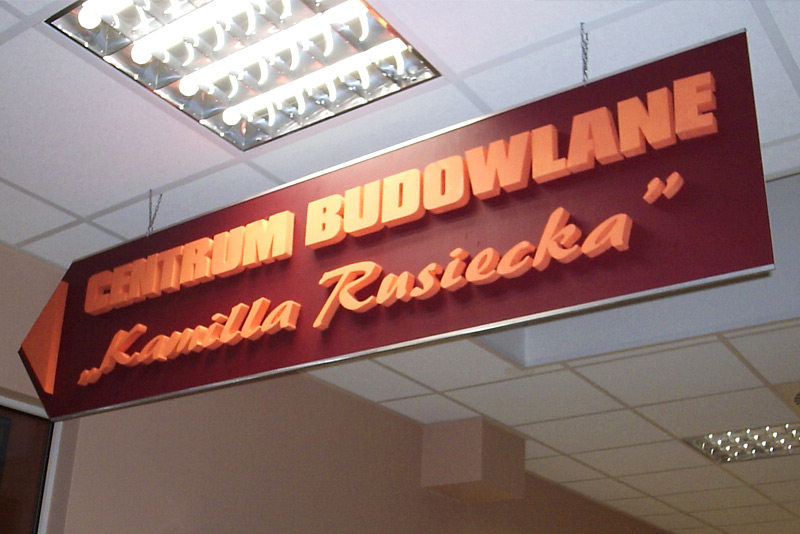 CENTRUM BUDOWLANE
„Kamilla Rusiecka”